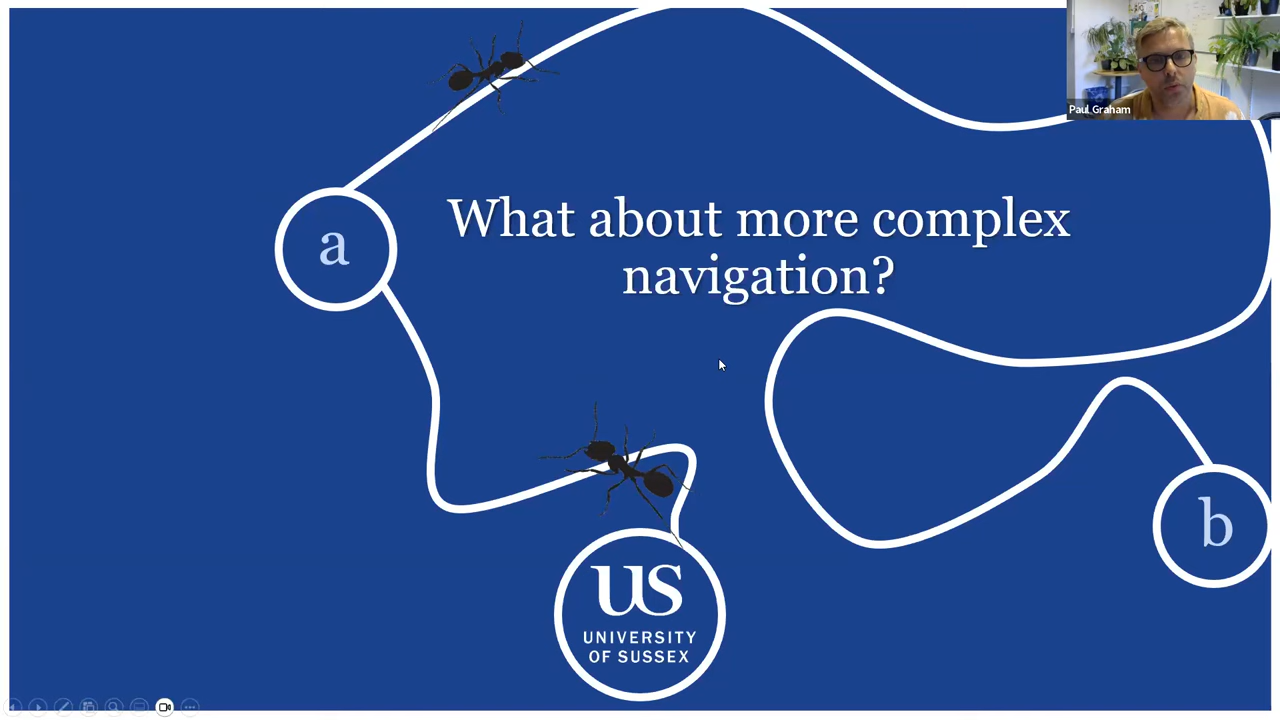 Paul Graham
What about more complex
navigation?
a
b
us
UNIVERSITY
OF SUSSEX